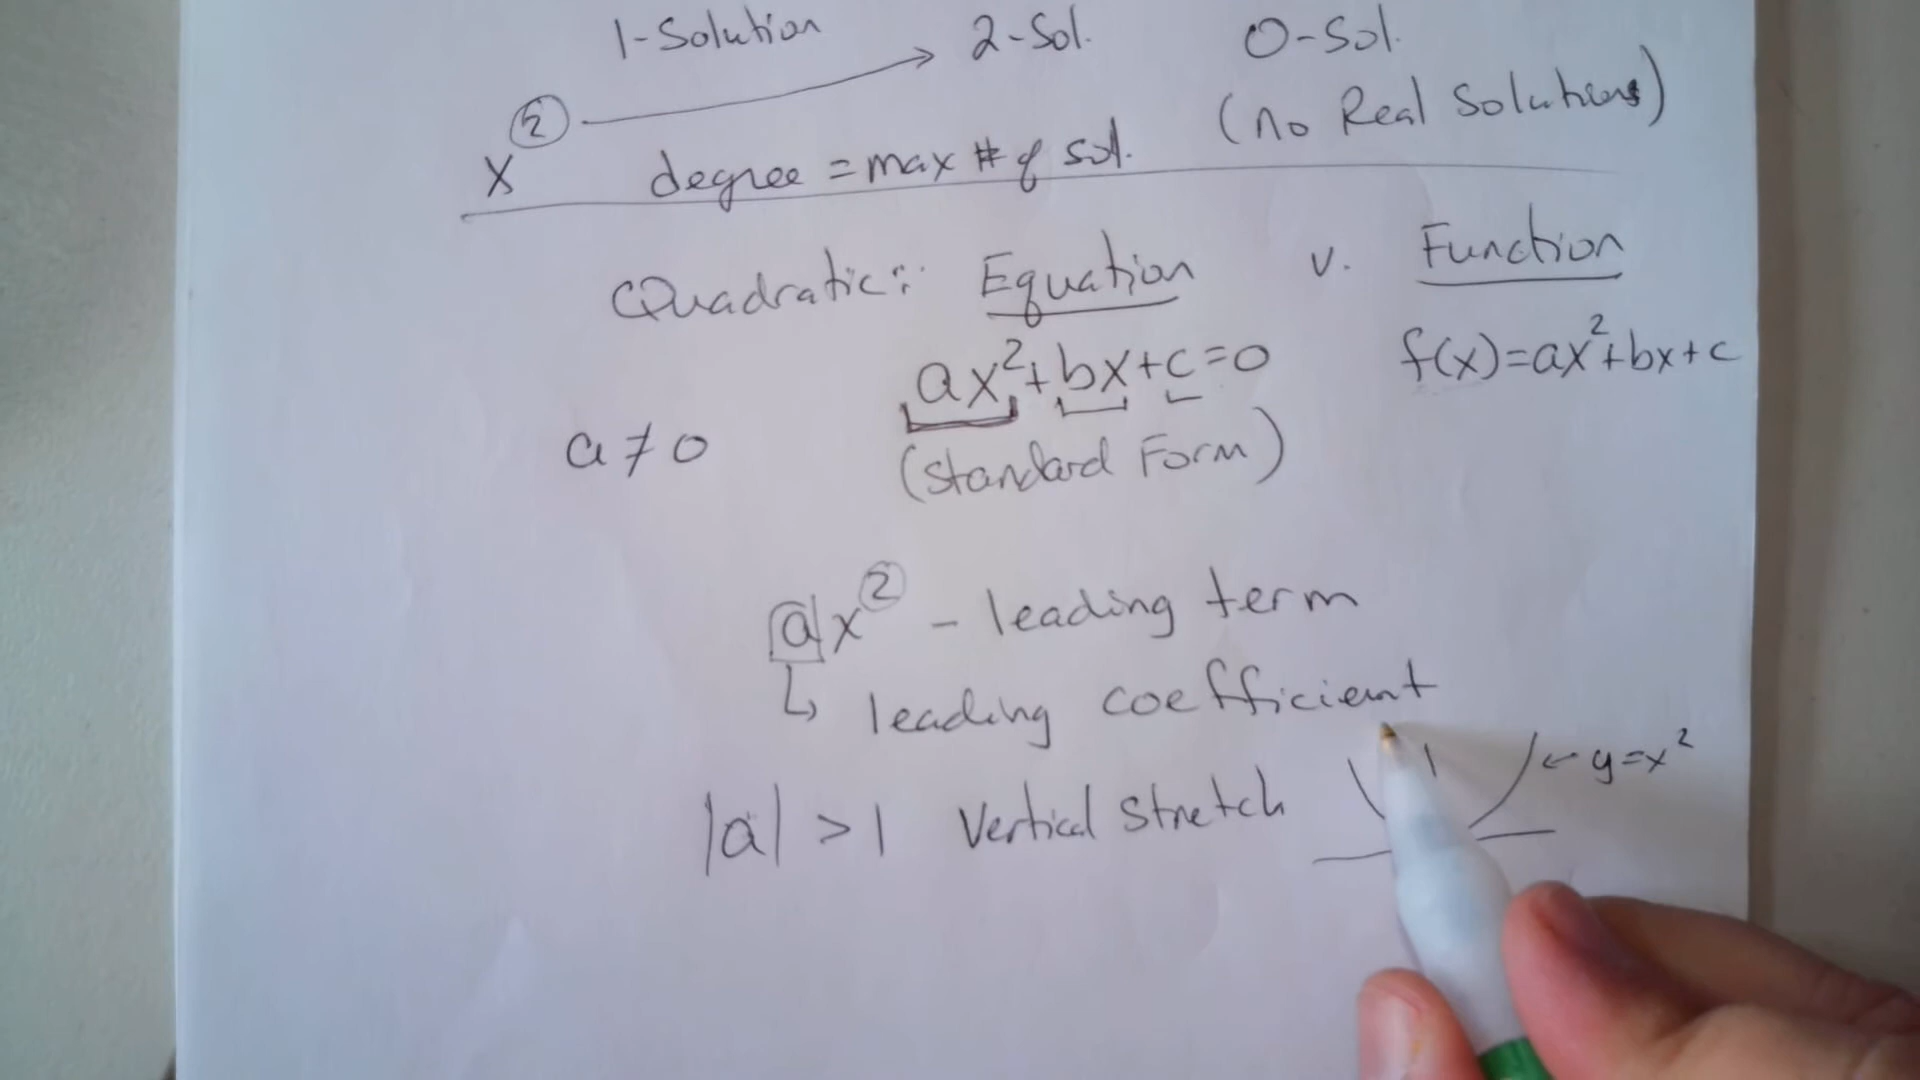 1-Solution 2-Sol. 0-Sol.
(no Real Solutions)
x² degree = max # of sol.
Quadratic: Equation v. Function
ax²+bx+c=0 f(x)=ax²+bx+c
a≠0 (Standard Form)
ax² - leading term
↳ leading coefficient
|a| > 1 Vertical Stretch ← y=x²